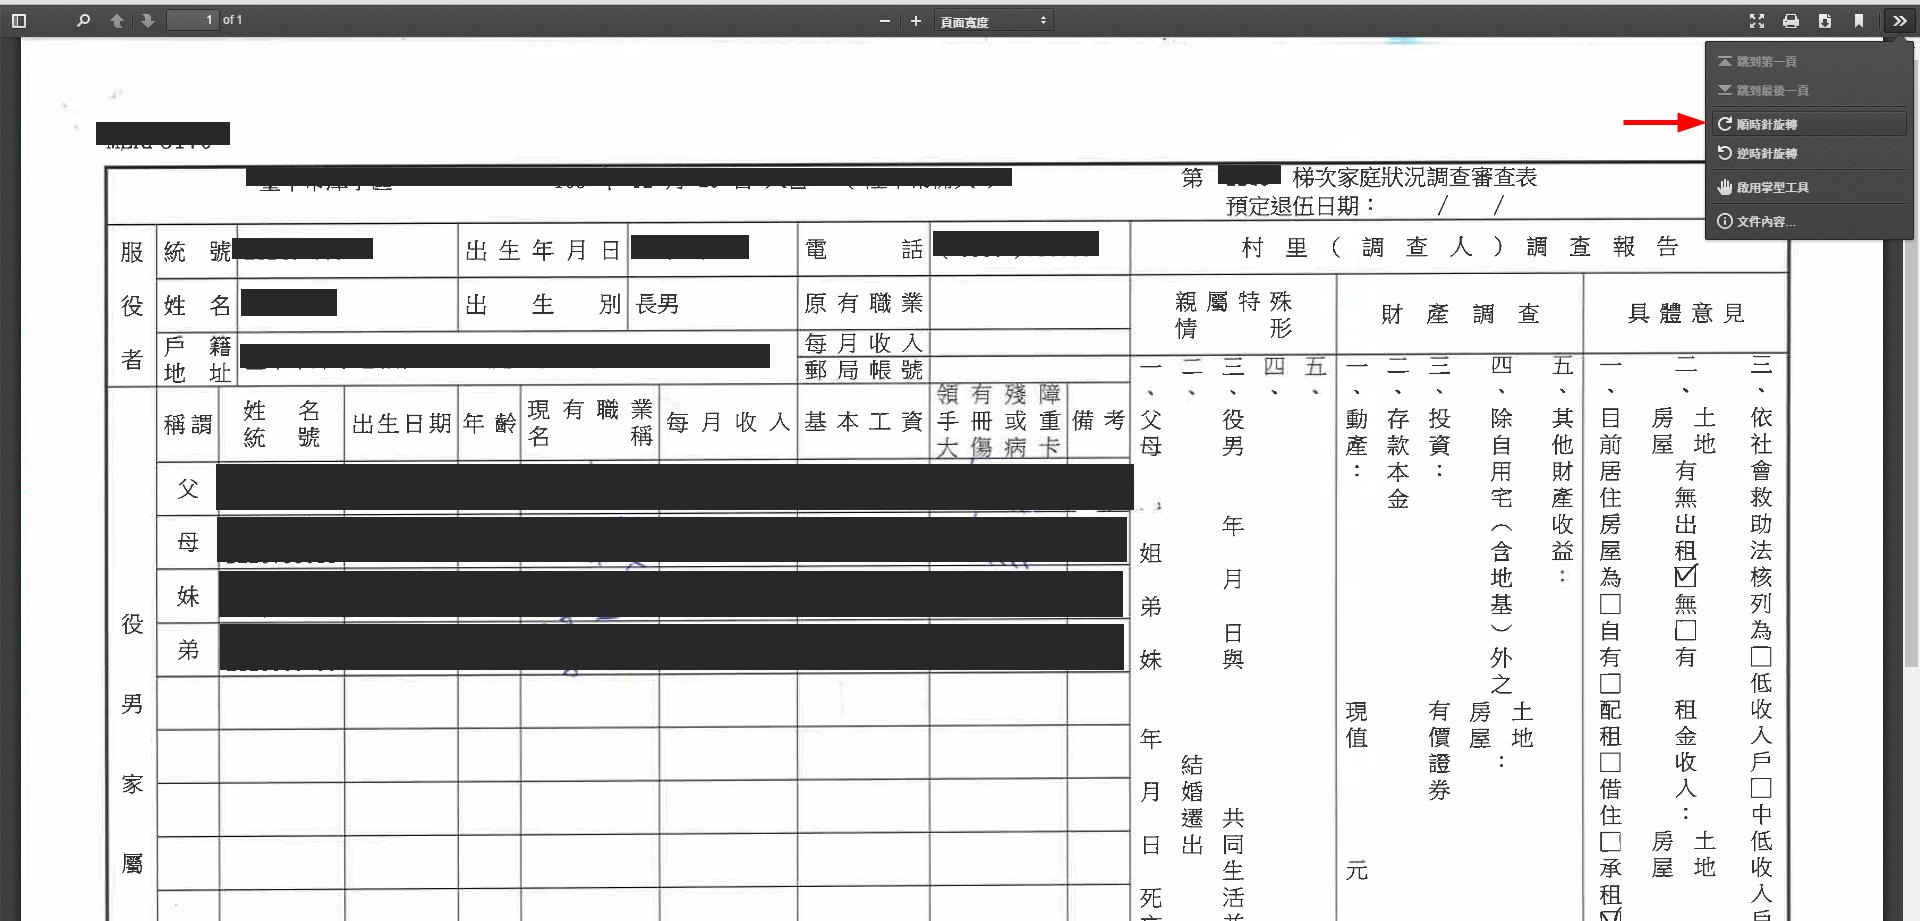 1 of 1
頁面寬度
跳到第一頁
跳到最後一頁
順時針旋轉
逆時針旋轉
啟用掌型工具
文件內容...
第 梯次家庭狀況調查審查表
預定退伍日期： / /
服役者
統號
出生年月日
電話
姓名
出生別
長男
原有職業
戶籍地址
每月收入
郵局帳號
村里（調查人）調查報告
親屬特殊情形
財產調查
具體意見
役男家屬
稱謂
姓名
統號
出生日期
年齡
現有職業
名稱
每月收入
基本工資
領有殘障
手冊或重
大傷病卡
備考
父
母
妹
弟
一、父母 姐弟妹 年月日死
二、 結婚遷出
三、役男 年月日與 共同生活
四、
五、
一、動產： 現值 元
二、存款本金
三、投資： 有價證券
四、除自用宅（含地基）外之 土地 房屋：
五、其他財產收益：
一、目前居住房屋為□自有□配租□借住□承租
二、土地房屋有無出租☑無□有 租金收入： 土地 房屋
三、依社會救助法核列為□低收入戶□中低收入戶